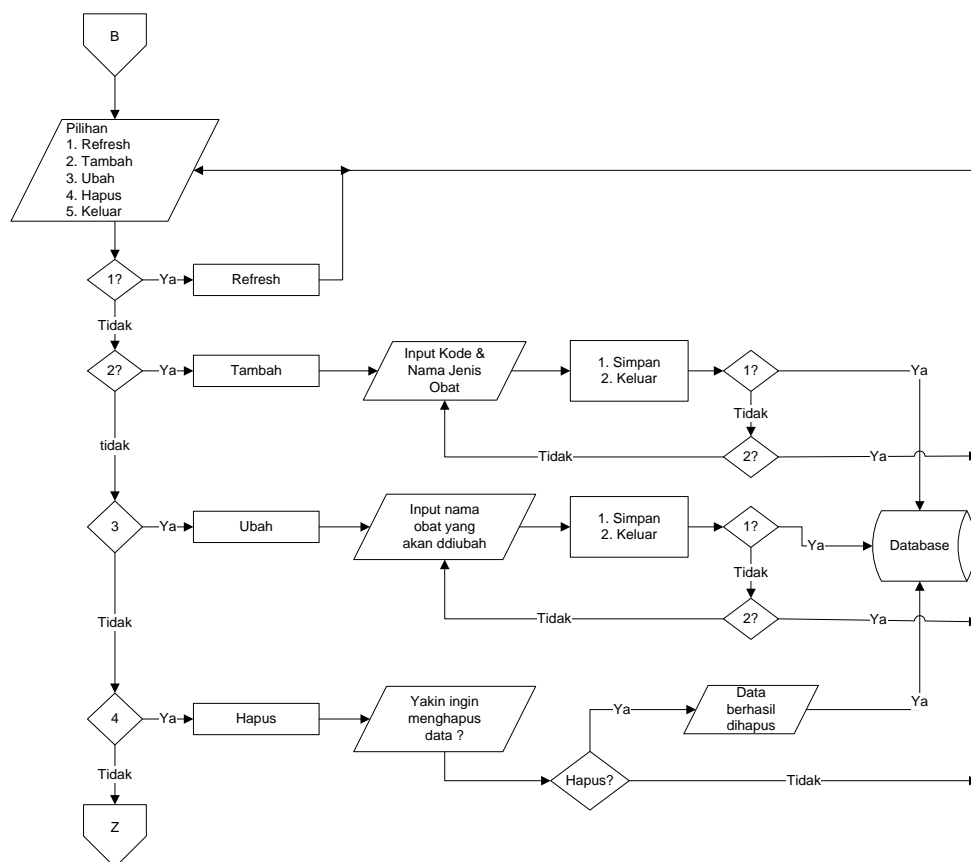 B
Pilihan
1. Refresh
2. Tambah
3. Ubah
4. Hapus
5. Keluar
1?
Ya
Refresh
Tidak
2?
Ya
Tambah
Input Kode &
Nama Jenis
Obat
1. Simpan
2. Keluar
1?
Ya
Tidak
2?
Tidak
Ya
tidak
3
Ya
Ubah
Input nama
obat yang
akan ddiubah
1. Simpan
2. Keluar
1?
Ya
Database
Tidak
2?
Tidak
Ya
Tidak
4
Ya
Hapus
Yakin ingin
menghapus
data ?
Ya
Data
berhasil
dihapus
Ya
Hapus?
Tidak
Tidak
Z